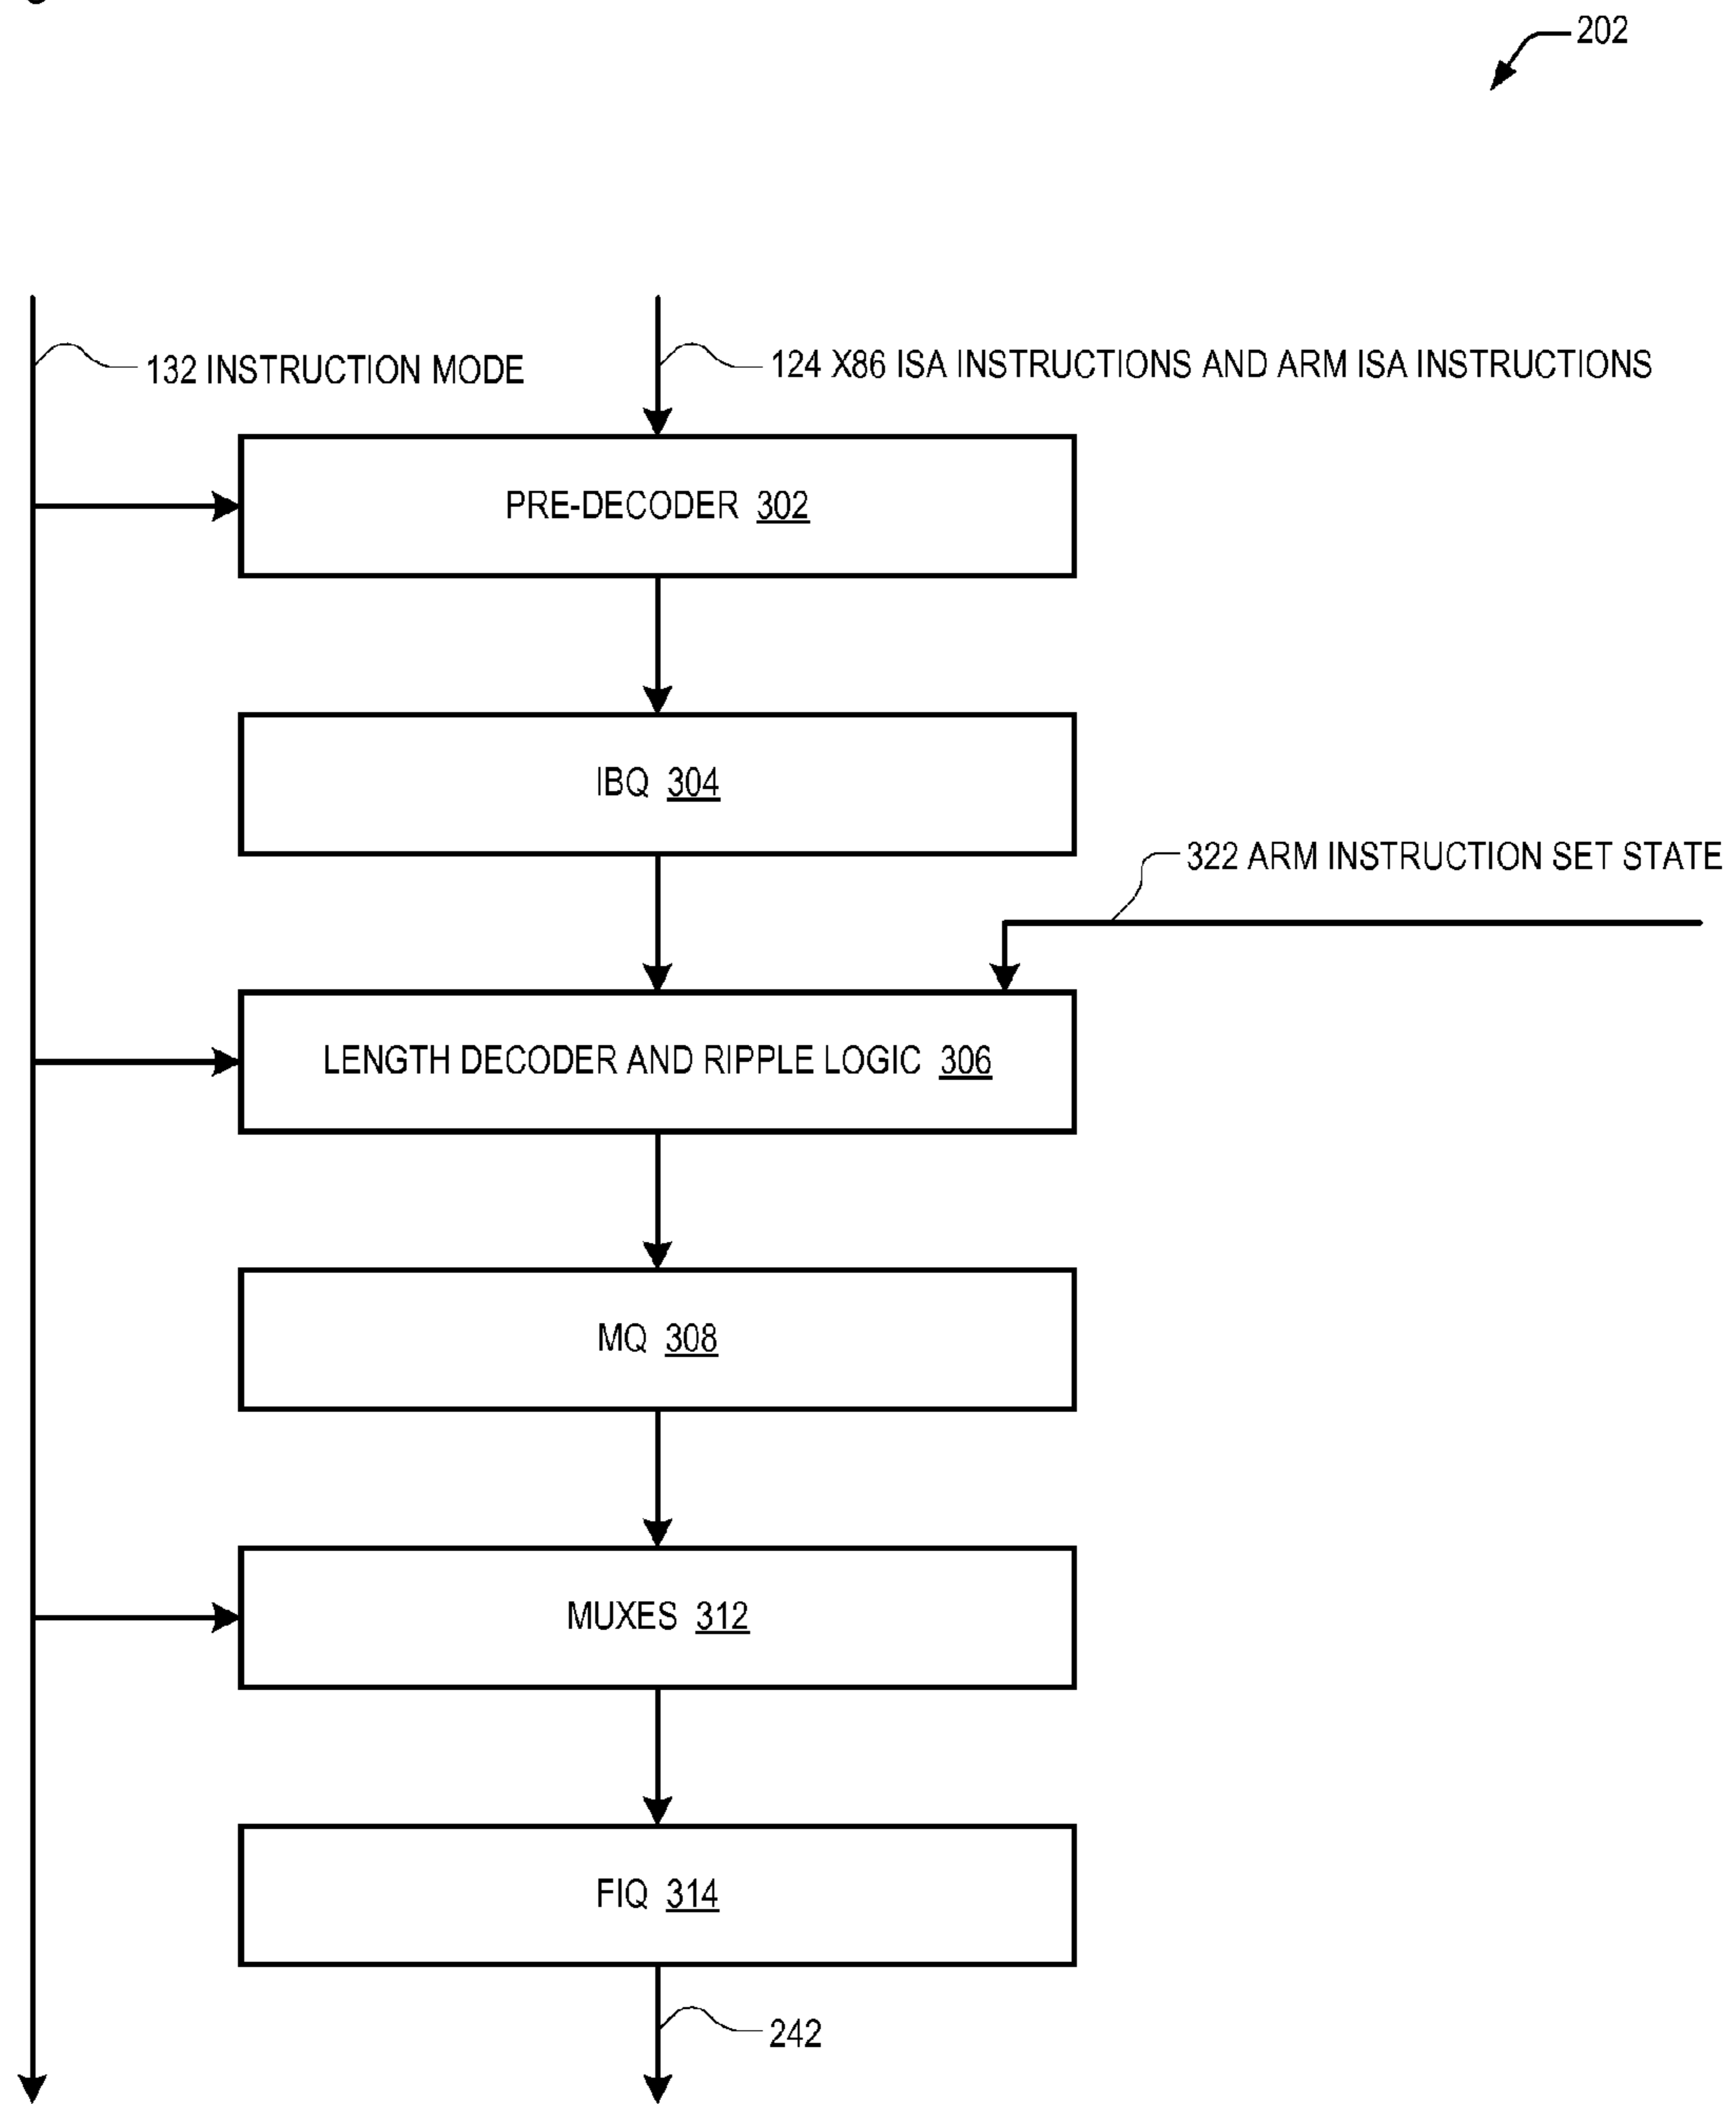 202
132 INSTRUCTION MODE
124 X86 ISA INSTRUCTIONS AND ARM ISA INSTRUCTIONS
PRE-DECODER 302
IBQ 304
322 ARM INSTRUCTION SET STATE
LENGTH DECODER AND RIPPLE LOGIC 306
MQ 308
MUXES 312
FIQ 314
242